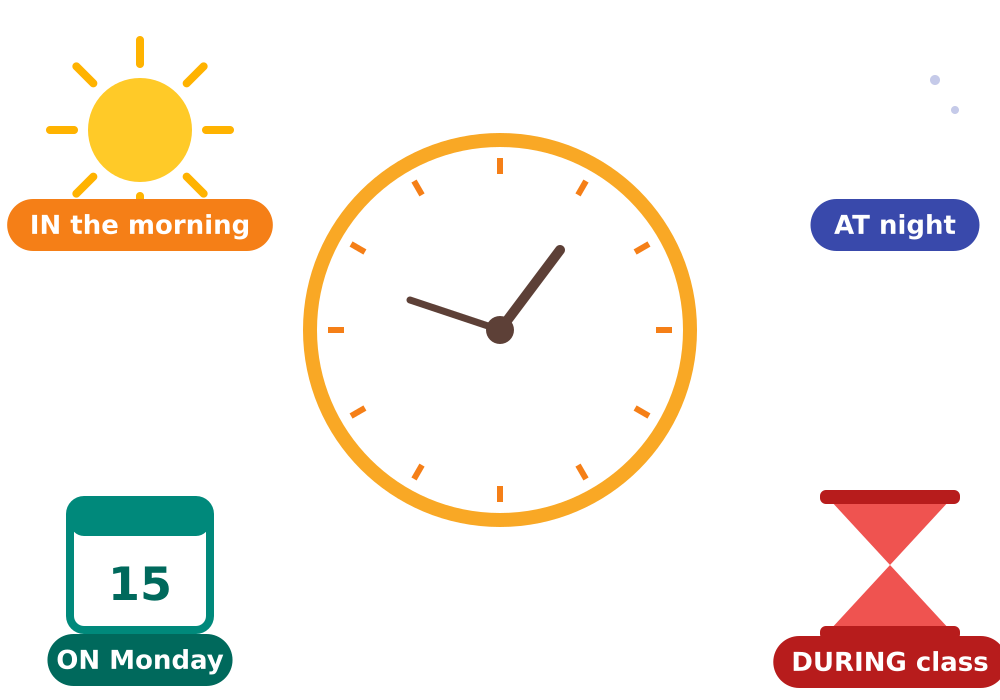 IN the morning
AT night
15
ON Monday
DURING class